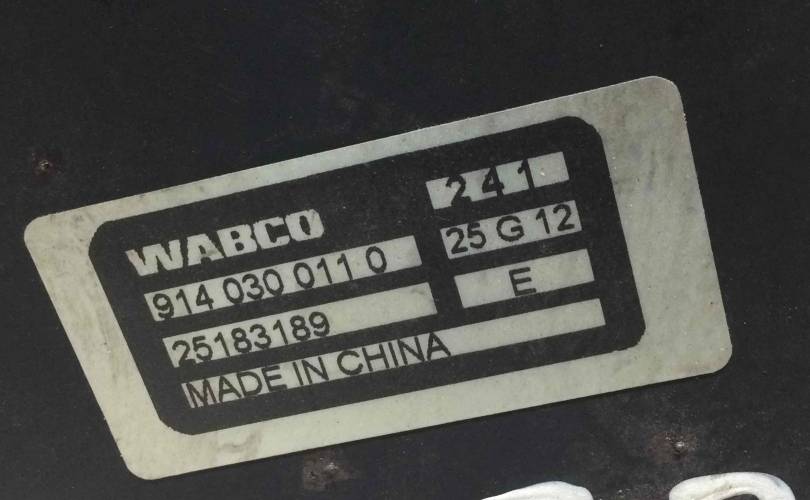 WABCO
241
914 030 011 0
25 G 12
25183189
E
MADE IN CHINA